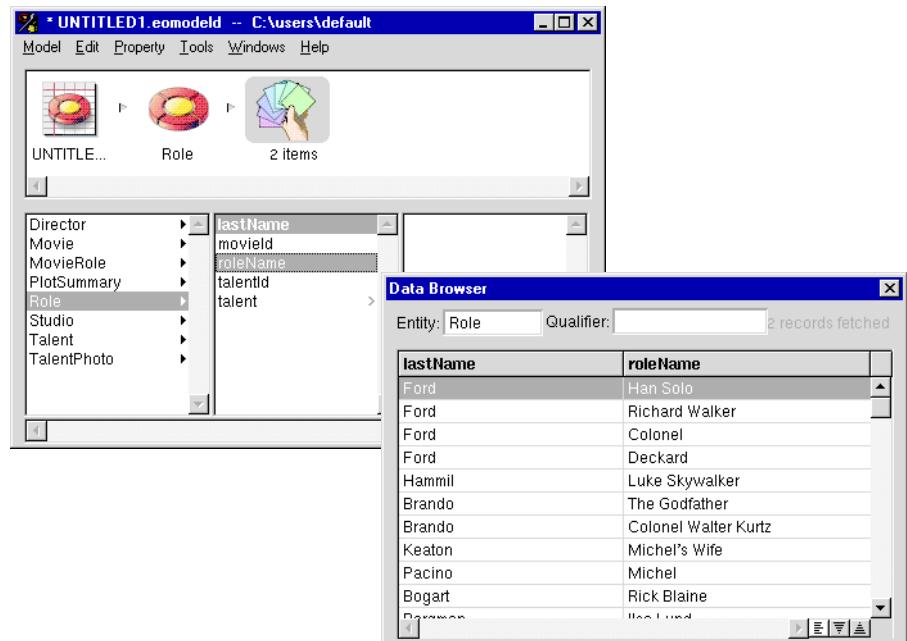 * UNTITLED1.eomodeld -- C:\users\default
Model Edit Property Tools Windows Help
UNTITLE... Role 2 items
Director
Movie
MovieRole
PlotSummary
Role
Studio
Talent
TalentPhoto
lastName
movieId
roleName
talentId
talent
Data Browser
Entity: Role Qualifier: 2 records fetched
lastName roleName
Ford Han Solo
Ford Richard Walker
Ford Colonel
Ford Deckard
Hammil Luke Skywalker
Brando The Godfather
Brando Colonel Walter Kurtz
Keaton Michel's Wife
Pacino Michel
Bogart Rick Blaine